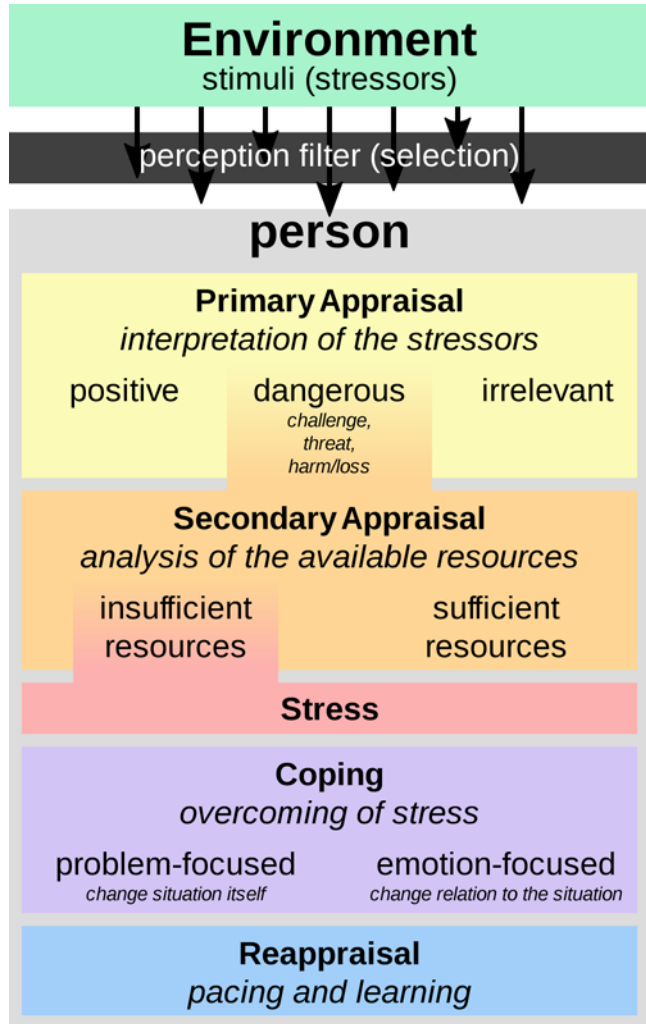 Environment
stimuli (stressors)
perception filter (selection)
person
Primary Appraisal
interpretation of the stressors
positive
dangerous
challenge,
threat,
harm/loss
irrelevant
Secondary Appraisal
analysis of the available resources
insufficient
resources
sufficient
resources
Stress
Coping
overcoming of stress
problem-focused
change situation itself
emotion-focused
change relation to the situation
Reappraisal
pacing and learning